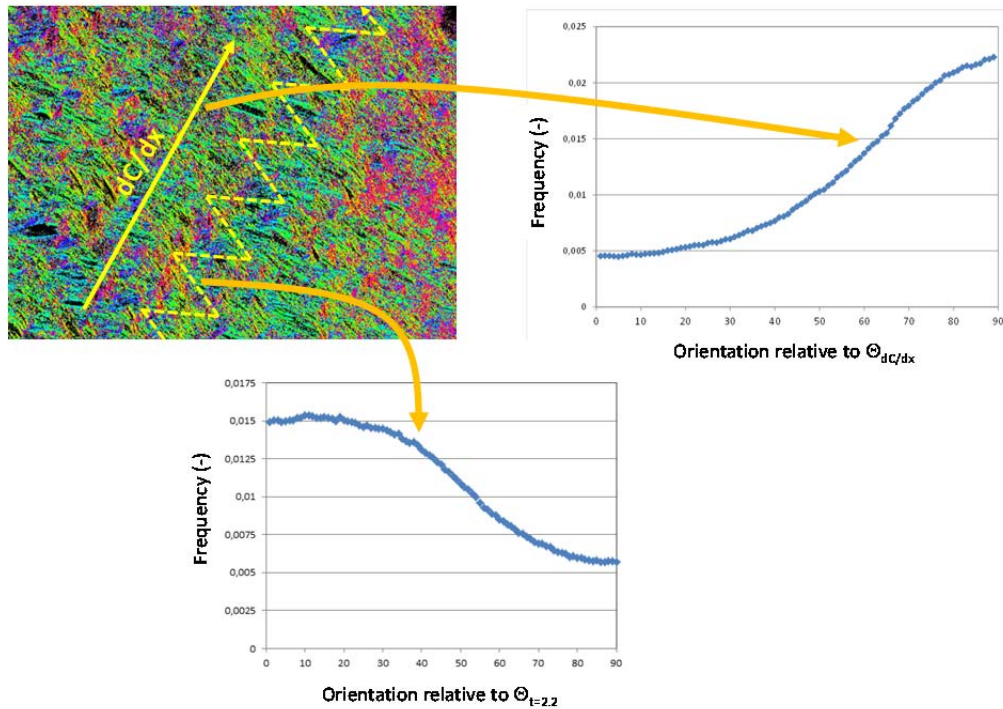 dC/dx
0,025
0,02
0,015
0,01
0,005
0
Frequency (-)
0 10 20 30 40 50 60 70 80 90
Orientation relative to ΘdC/dx
0,0175
0,015
0,0125
0,01
0,0075
0,005
0,0025
0
Frequency (-)
0 10 20 30 40 50 60 70 80 90
Orientation relative to Θt=2.2